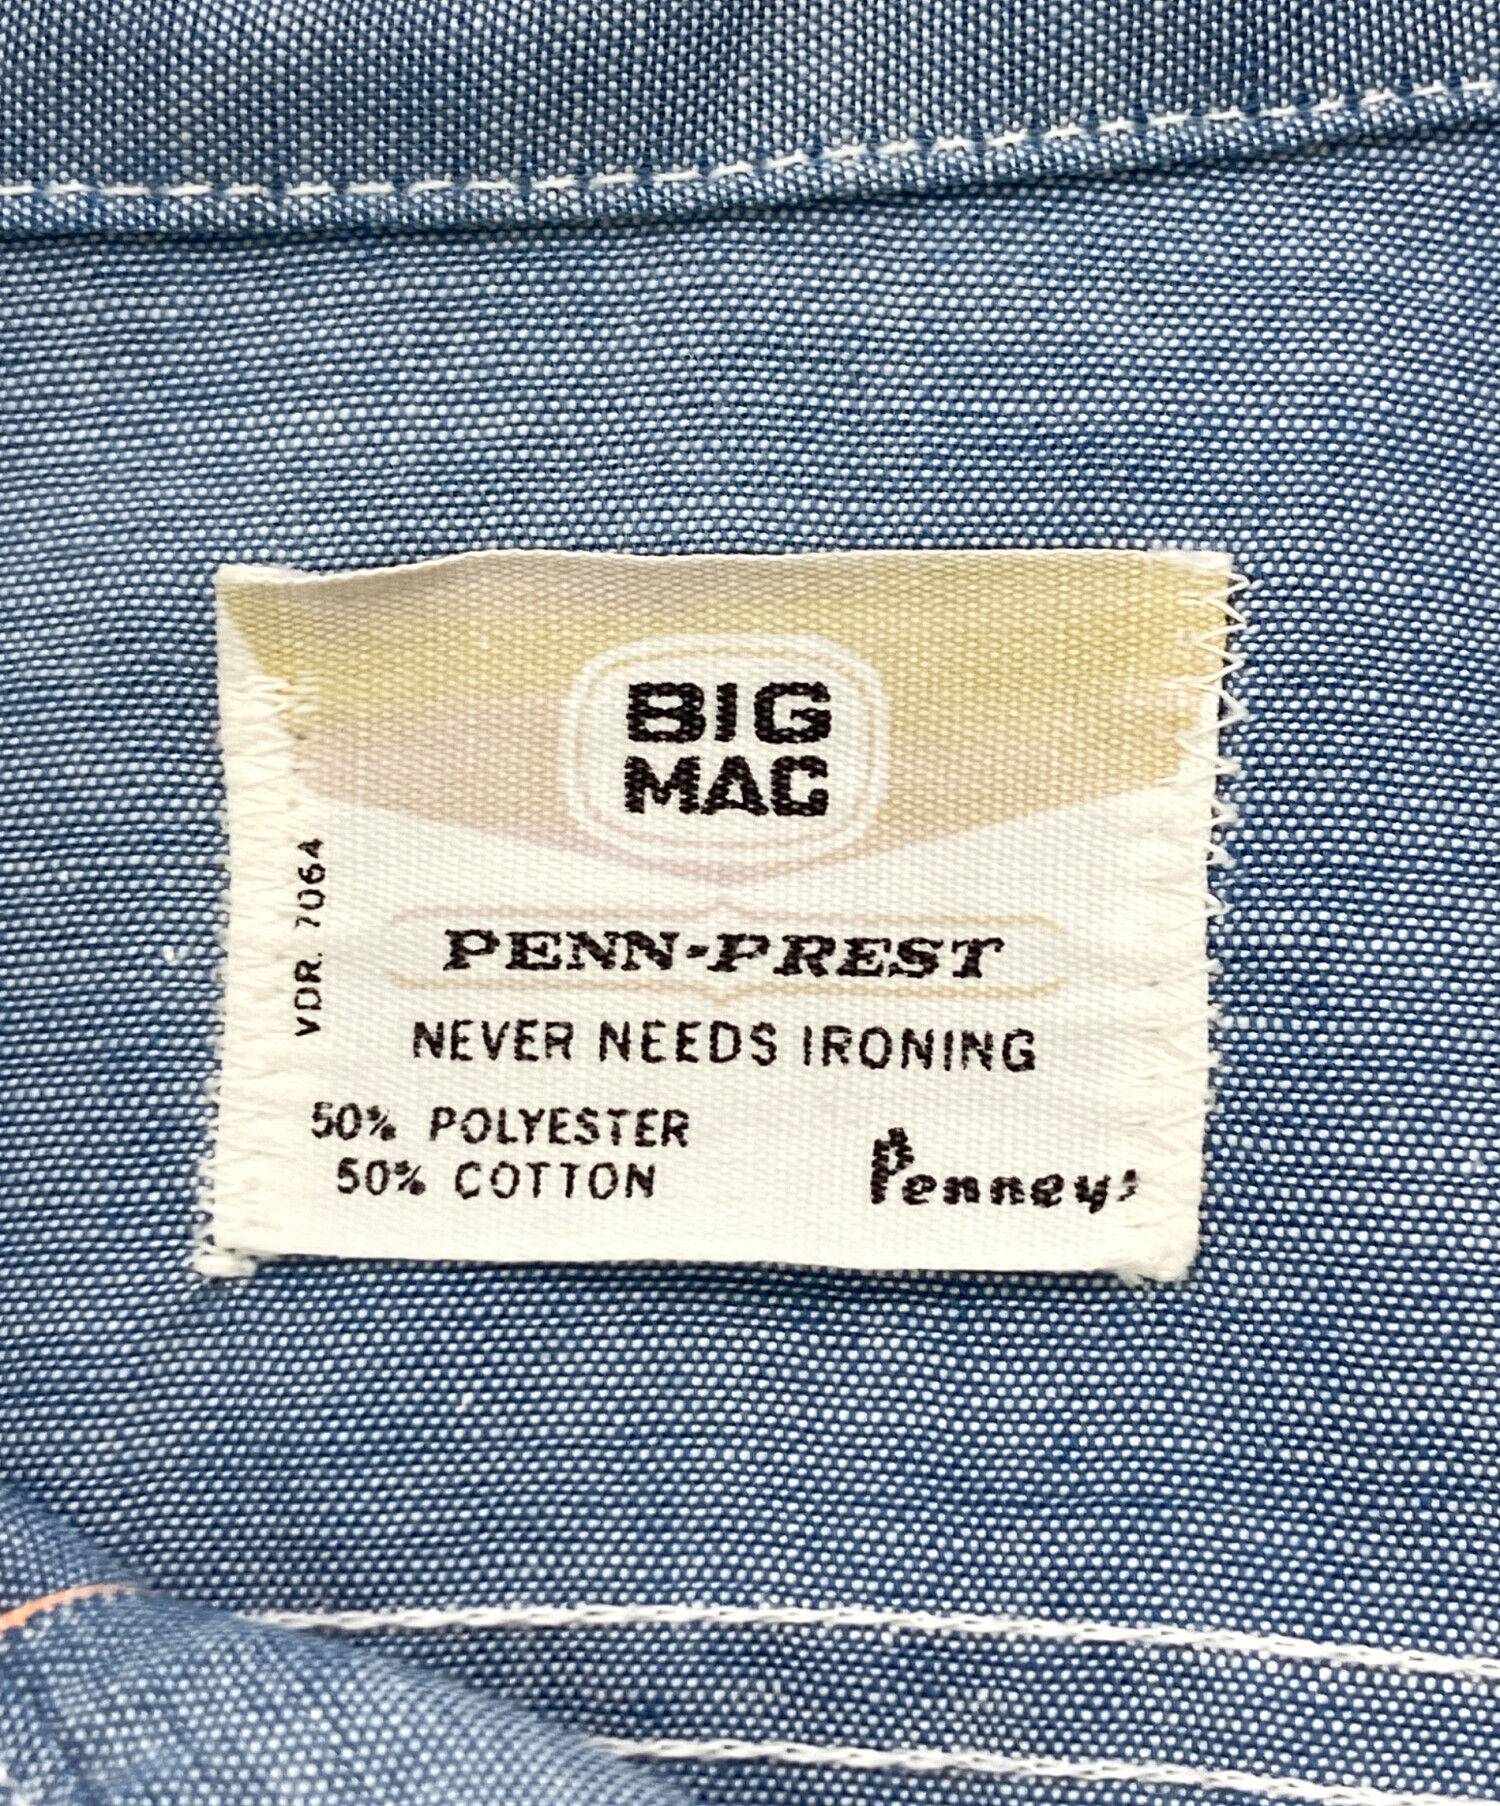 BIG
MAC
VDR. 7064
PENN-PREST
NEVER NEEDS IRONING
50% POLYESTER
50% COTTON
Penneys